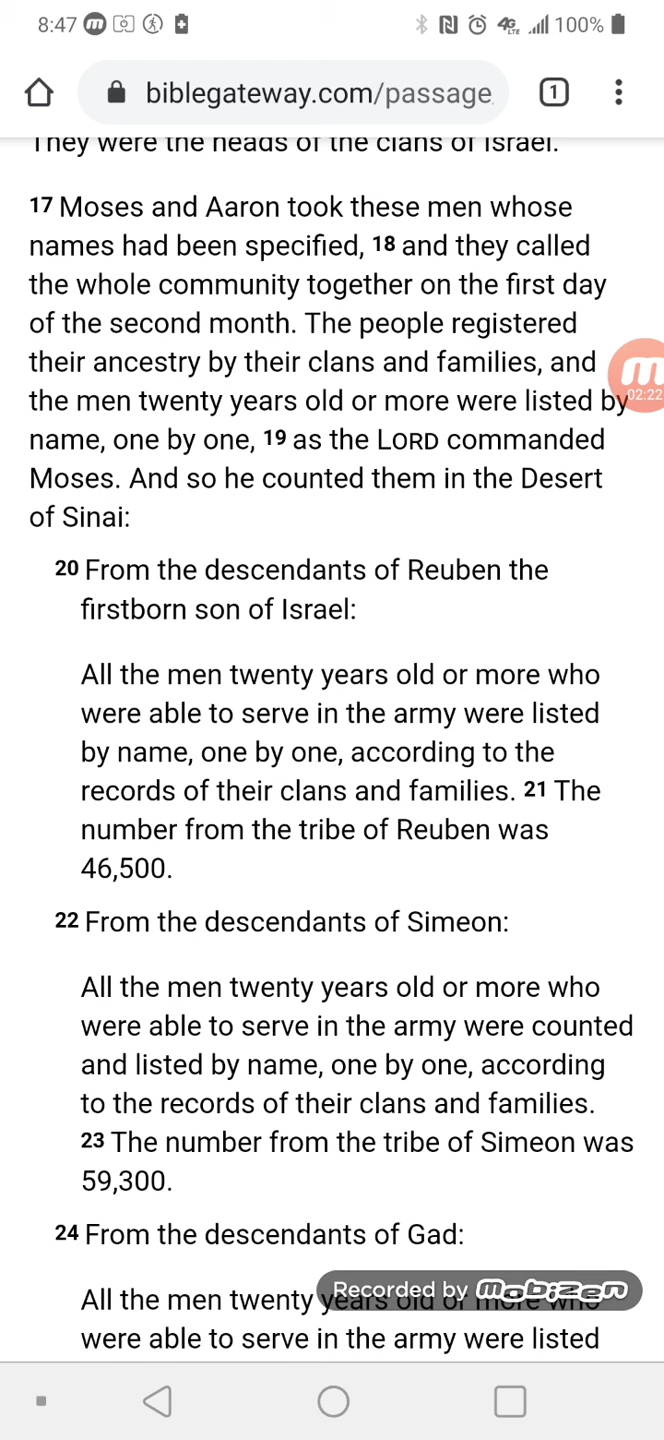 8:47
4G LTE 100%
biblegateway.com/passage
1
They were the heads of the clans of Israel.
17 Moses and Aaron took these men whose
names had been specified, 18 and they called
the whole community together on the first day
of the second month. The people registered
their ancestry by their clans and families, and
the men twenty years old or more were listed by
02:22
name, one by one, 19 as the LORD commanded
Moses. And so he counted them in the Desert
of Sinai:
20 From the descendants of Reuben the
firstborn son of Israel:
All the men twenty years old or more who
were able to serve in the army were listed
by name, one by one, according to the
records of their clans and families. 21 The
number from the tribe of Reuben was
46,500.
22 From the descendants of Simeon:
All the men twenty years old or more who
were able to serve in the army were counted
and listed by name, one by one, according
to the records of their clans and families.
23 The number from the tribe of Simeon was
59,300.
24 From the descendants of Gad:
Recorded by mobizen
All the men twenty years old or more who
were able to serve in the army were listed